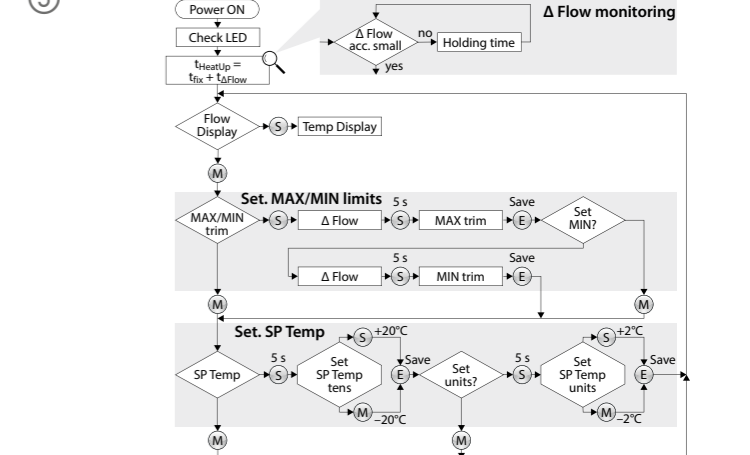 5
Power ON
Check LED
tHeatUp =
tfix + tΔFlow
Δ Flow monitoring
Δ Flow
acc. small
no
Holding time
yes
Flow
Display
S
Temp Display
M
Set. MAX/MIN limits
MAX/MIN
trim
S
Δ Flow
5 s
S
MAX trim
Save
E
Set
MIN?
Δ Flow
5 s
S
MIN trim
Save
E
M
M
Set. SP Temp
SP Temp
5 s
S
Set
SP Temp
tens
S
+20°C
M
–20°C
Save
E
Set
units?
5 s
S
Set
SP Temp
units
S
+2°C
M
–2°C
Save
E
M
M